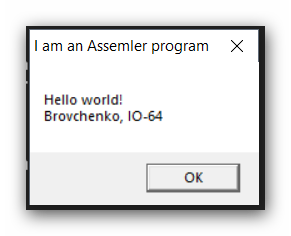 I am an Assemler program
Hello world!
Brovchenko, IO-64
OK